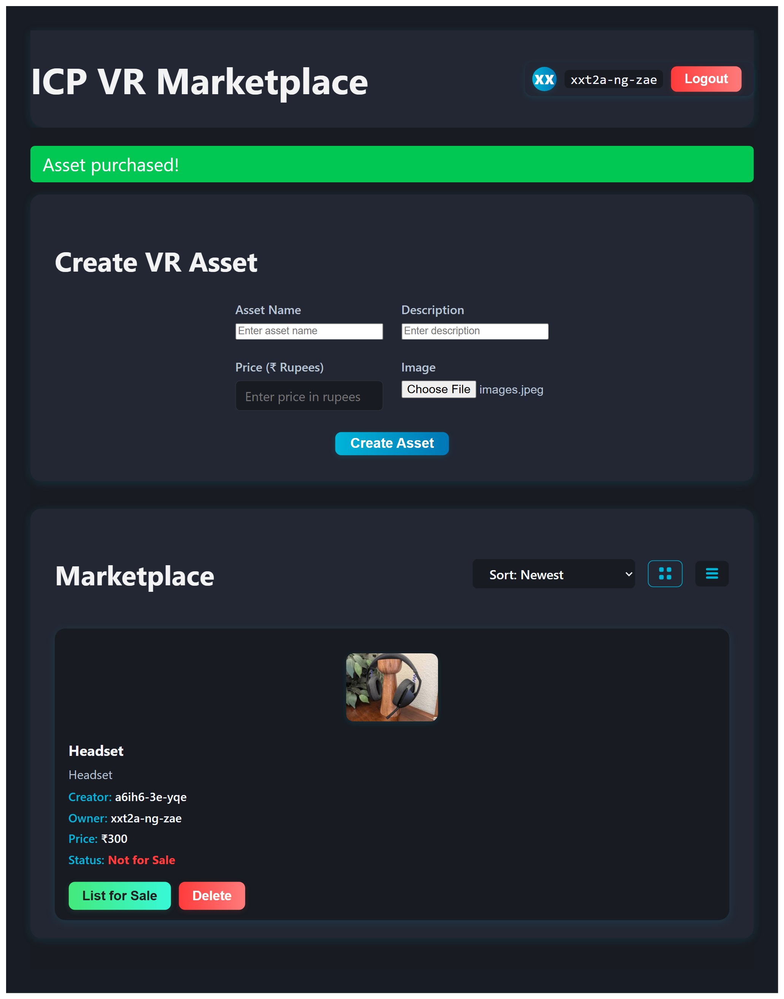 ICP VR Marketplace
xx
xxt2a-ng-zae
Logout
Asset purchased!
Create VR Asset
Asset Name
Description
Enter asset name
Enter description
Price (₹ Rupees)
Image
Enter price in rupees
Choose File images.jpeg
Create Asset
Marketplace
Sort: Newest
Headset
Headset
Creator: a6ih6-3e-yqe
Owner: xxt2a-ng-zae
Price: ₹300
Status: Not for Sale
List for Sale
Delete